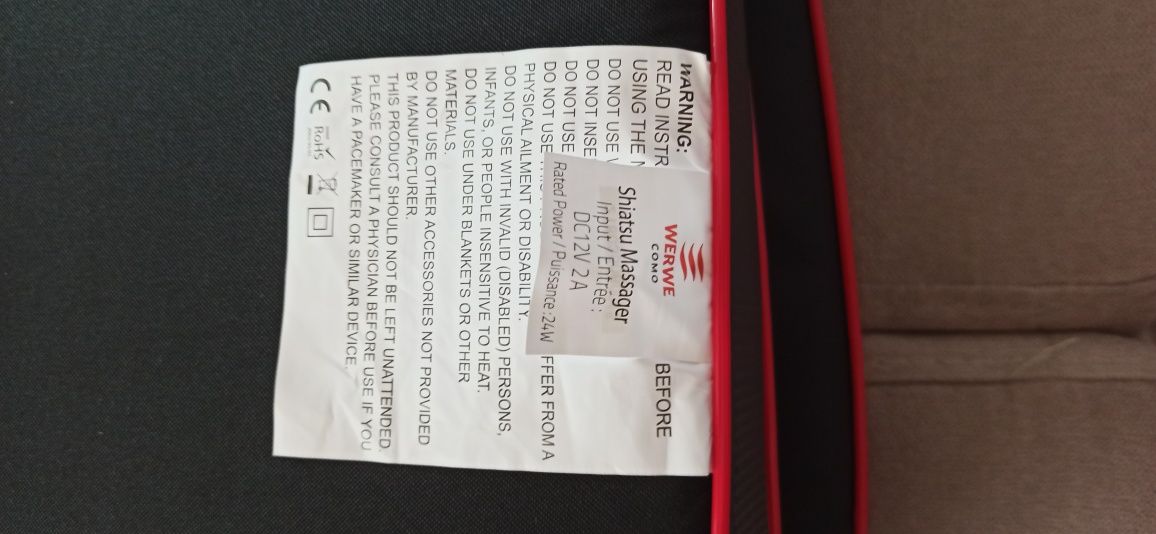 WARNING:
READ INSTR BEFORE
USING THE
DO NOT USE
DO NOT INSE
DO NOT USE
DO NOT USE FFER FROM A
PHYSICAL AILMENT OR DISABILITY.
DO NOT USE WITH INVALID (DISABLED) PERSONS,
INFANTS, OR PEOPLE INSENSITIVE TO HEAT.
DO NOT USE UNDER BLANKETS OR OTHER
MATERIALS.
DO NOT USE OTHER ACCESSORIES NOT PROVIDED
BY MANUFACTURER.
THIS PRODUCT SHOULD NOT BE LEFT UNATTENDED.
PLEASE CONSULT A PHYSICIAN BEFORE USE IF YOU
HAVE A PACEMAKER OR SIMILAR DEVICE.
CE RoHS
WERWE
COMO
Shiatsu Massager
Input / Entrée :
DC12V 2 A
Rated Power / Puissance :24W